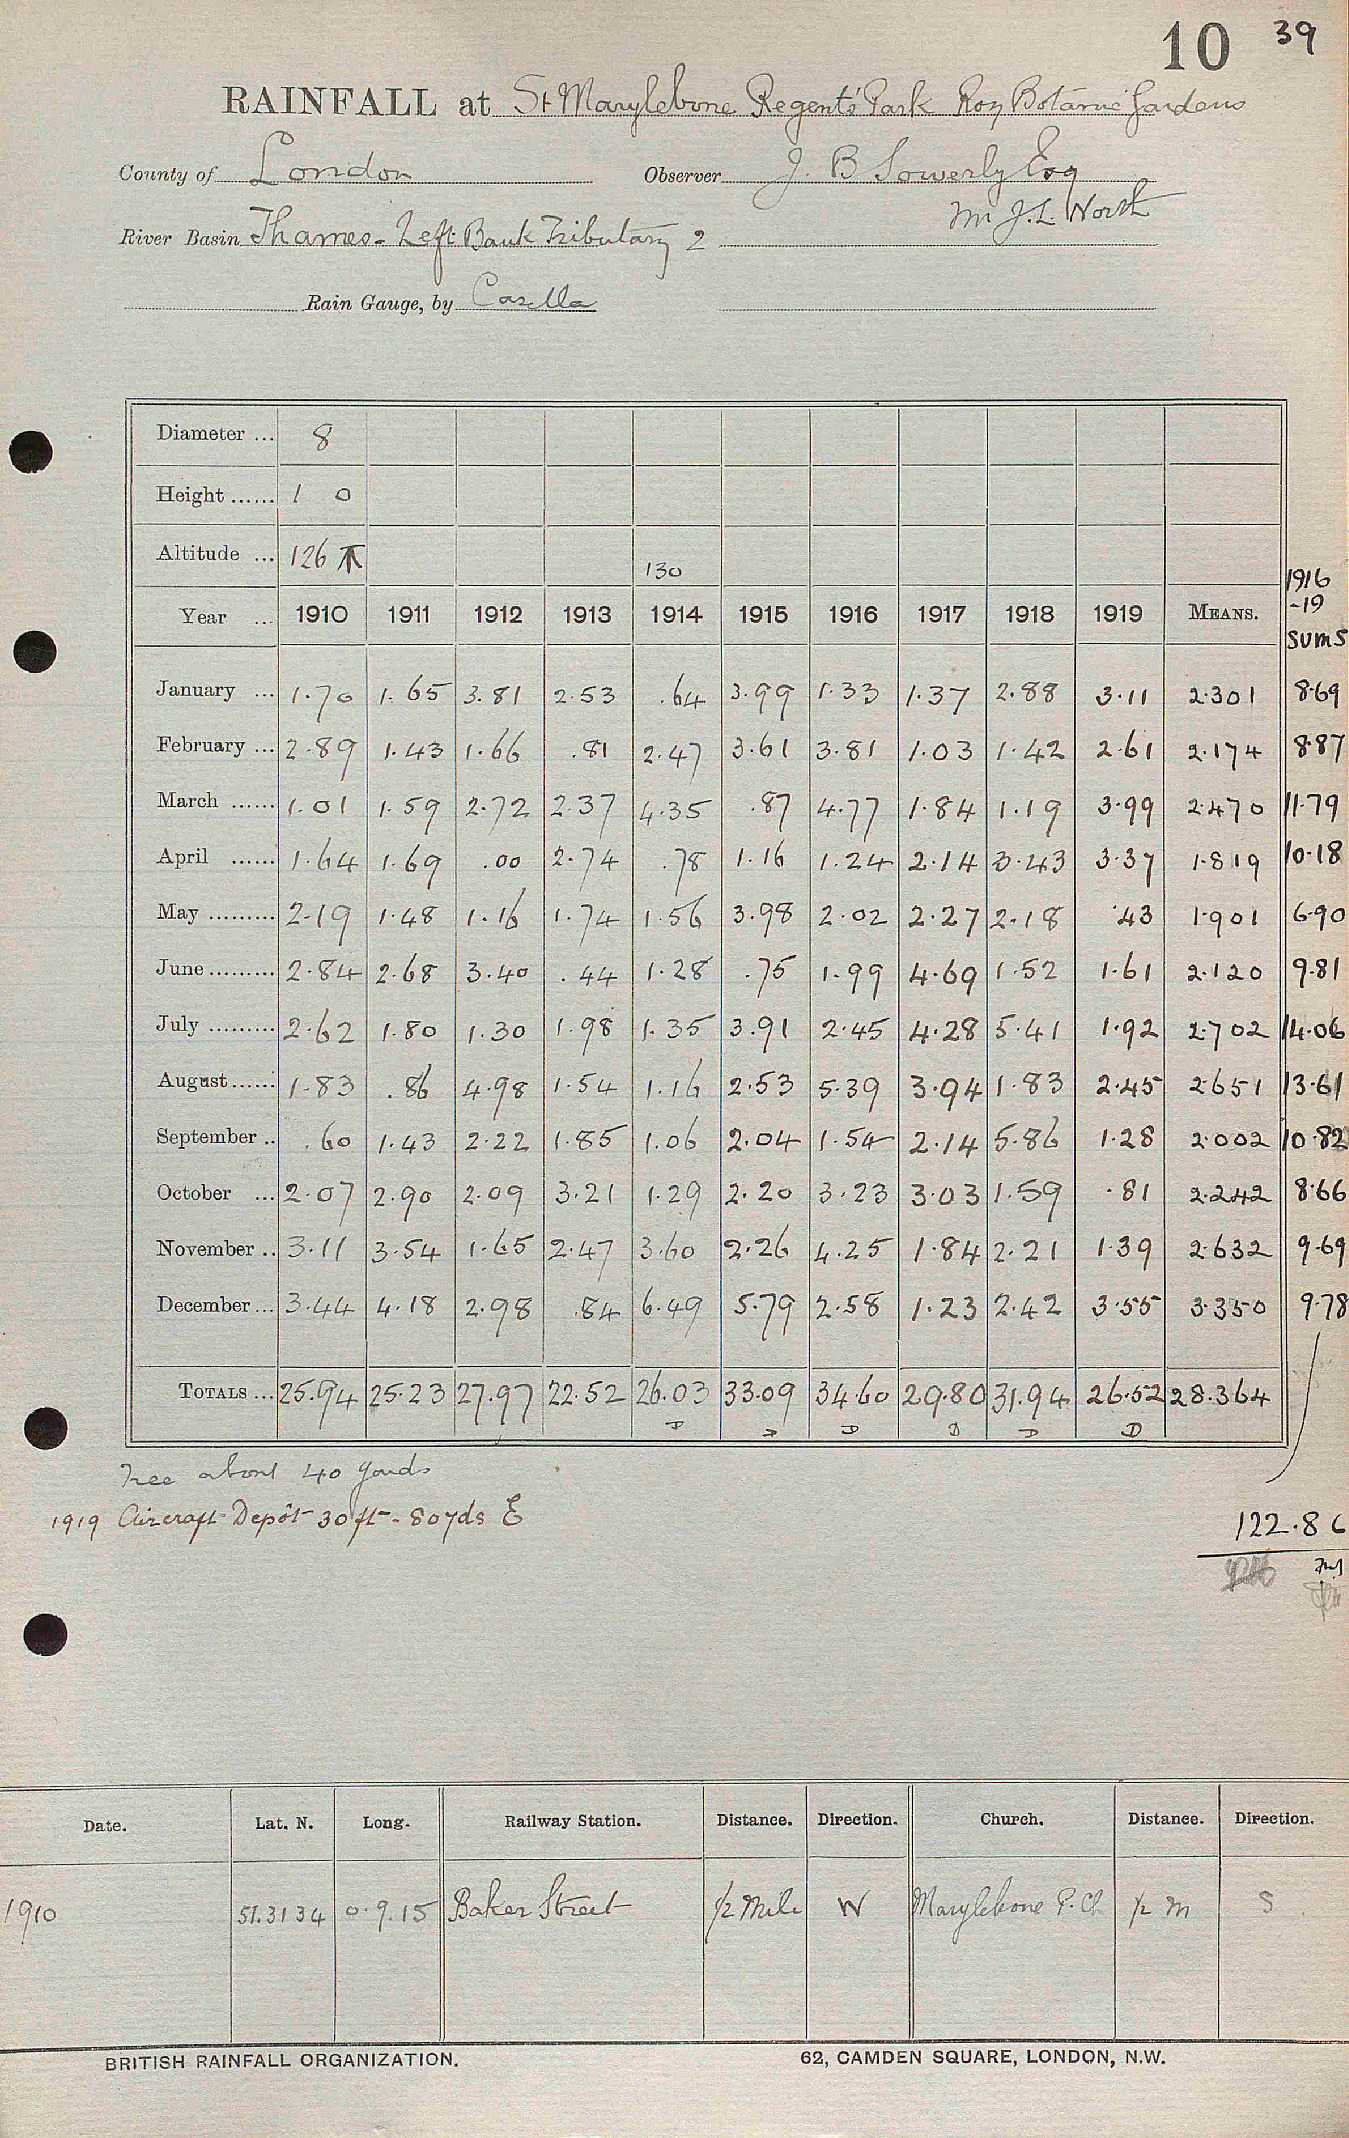 10 39
RAINFALL at St Marylebone Regent's Park Roy Botanic Gardens
County of London Observer J. B Sowerby Esq
Mr J. L. North
River Basin Thames - Left Bank Tributary 2
Rain Gauge, by Casella
Diameter ... 8
Height ...... 1 0
Altitude ... 126 130
1916
-19
sums
Year ... 1910 1911 1912 1913 1914 1915 1916 1917 1918 1919 MEANS.
January ... 1.70 1.65 3.81 2.53 .64 3.99 1.33 1.37 2.88 3.11 2.301 8.69
February ... 2.89 1.43 1.66 .81 2.47 3.61 3.81 1.03 1.42 2.61 2.174 8.87
March ...... 1.01 1.59 2.72 2.37 4.35 .87 4.77 1.84 1.19 3.99 2.470 11.79
April ...... 1.64 1.69 .00 2.74 .78 1.16 1.24 2.14 3.43 3.37 1.819 10.18
May ......... 2.19 1.48 1.16 1.74 1.56 3.98 2.02 2.27 2.18 .43 1.901 6.90
June ......... 2.84 2.68 3.40 .44 1.28 .75 1.99 4.69 1.52 1.61 2.120 9.81
July ......... 2.62 1.80 1.30 1.98 1.35 3.91 2.45 4.28 5.41 1.92 2.702 14.06
August ...... 1.83 .86 4.98 1.54 1.16 2.53 5.39 3.94 1.83 2.45 2.651 13.61
September .. .60 1.43 2.22 1.85 1.06 2.04 1.54 2.14 5.86 1.28 2.002 10.82
October ... 2.07 2.90 2.09 3.21 1.29 2.20 3.23 3.03 1.59 .81 2.242 8.66
November .. 3.11 3.54 1.65 2.47 3.60 2.26 4.25 1.84 2.21 1.39 2.632 9.69
December ... 3.44 4.18 2.98 .84 6.49 5.79 2.58 1.23 2.42 3.55 3.350 9.78
TOTALS ... 25.94 25.23 27.97 22.52 26.03 33.09 34.60 29.80 31.94 26.52 28.364
D D D D D D
Tree about 40 yards
1919 Aircraft Depôt 30 ft - 80 yds E
122.86
Date. Lat. N. Long. Railway Station. Distance. Direction. Church. Distance. Direction.
1910 51.31 34 0.9.15 Baker Street 1/2 Mile W Marylebone P. Ch 1/2 m S
BRITISH RAINFALL ORGANIZATION. 62, CAMDEN SQUARE, LONDON, N.W.